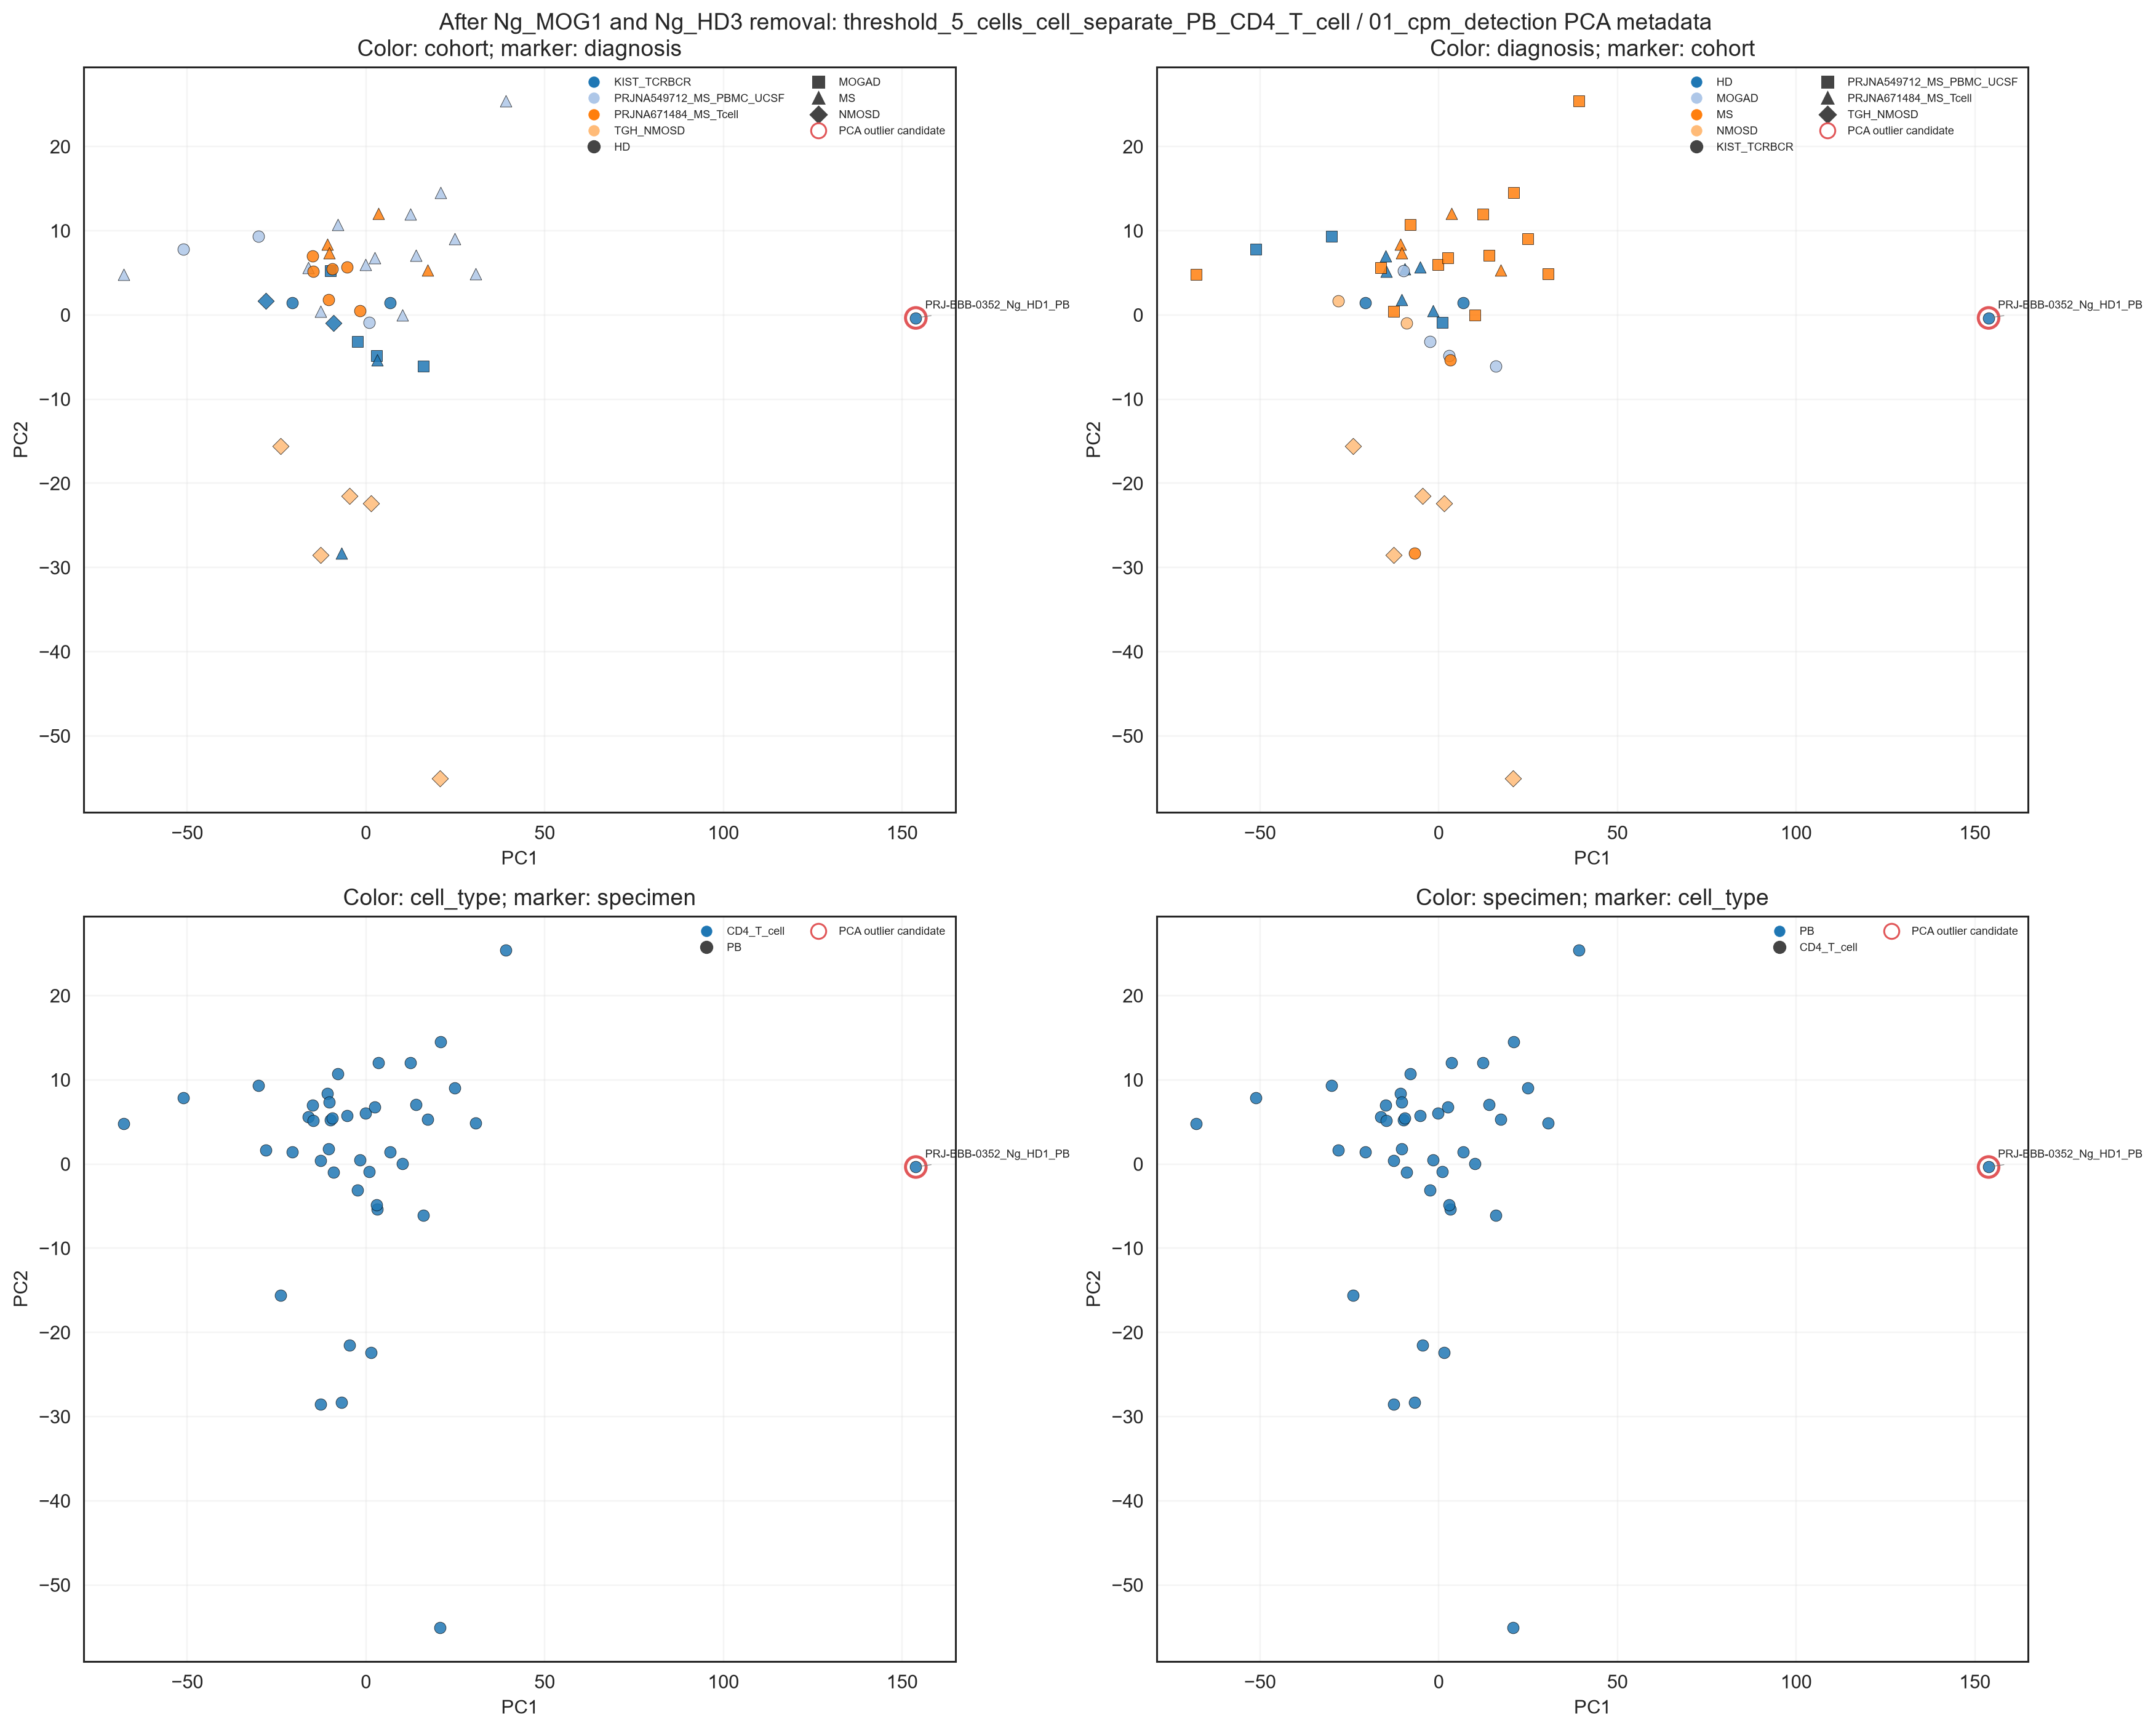 After Ng_MOG1 and Ng_HD3 removal: threshold_5_cells_cell_separate_PB_CD4_T_cell / 01_cpm_detection PCA metadata
Color: cohort; marker: diagnosis
KIST_TCRBCR
PRJNA549712_MS_PBMC_UCSF
PRJNA671484_MS_Tcell
TGH_NMOSD
HD
MOGAD
MS
NMOSD
PCA outlier candidate
PRJ-EBB-0352_Ng_HD1_PB
20
10
0
−10
−20
−30
−40
−50
PC2
−50
0
50
100
150
PC1
Color: diagnosis; marker: cohort
HD
MOGAD
MS
NMOSD
KIST_TCRBCR
PRJNA549712_MS_PBMC_UCSF
PRJNA671484_MS_Tcell
TGH_NMOSD
PCA outlier candidate
PRJ-EBB-0352_Ng_HD1_PB
20
10
0
−10
−20
−30
−40
−50
PC2
−50
0
50
100
150
PC1
Color: cell_type; marker: specimen
CD4_T_cell
PB
PCA outlier candidate
PRJ-EBB-0352_Ng_HD1_PB
20
10
0
−10
−20
−30
−40
−50
PC2
−50
0
50
100
150
PC1
Color: specimen; marker: cell_type
PB
CD4_T_cell
PCA outlier candidate
PRJ-EBB-0352_Ng_HD1_PB
20
10
0
−10
−20
−30
−40
−50
PC2
−50
0
50
100
150
PC1